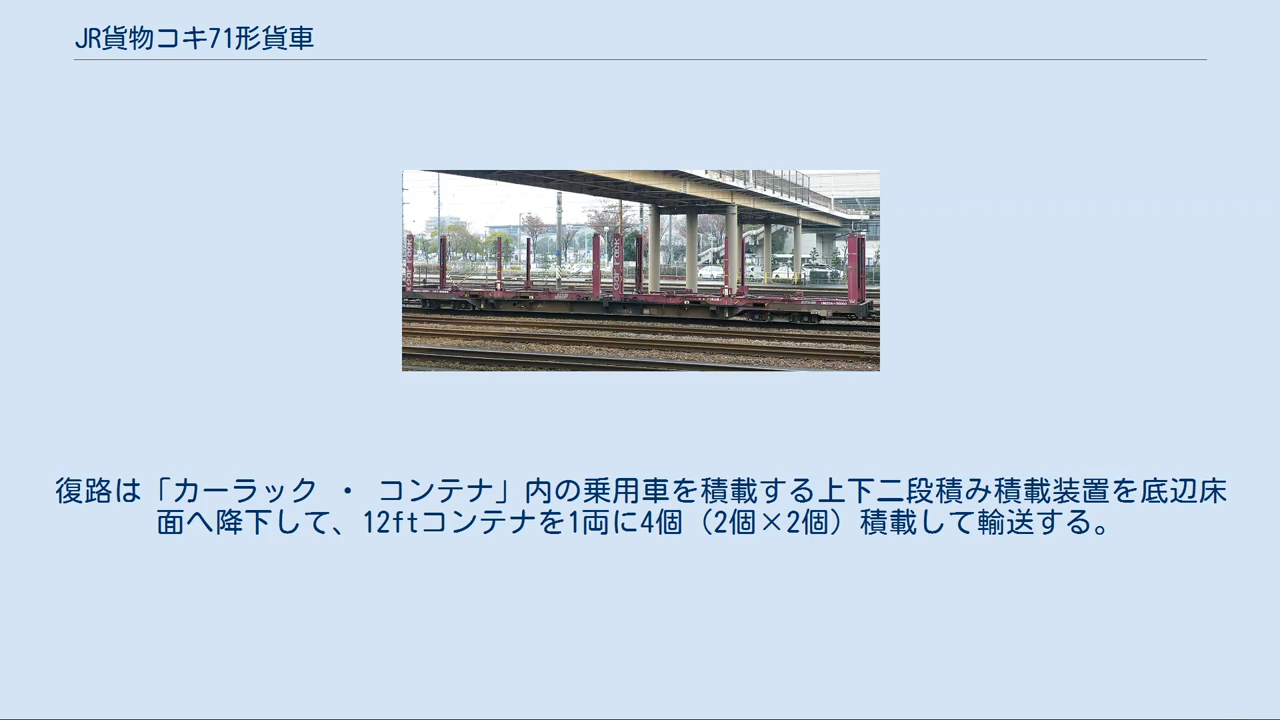 JR貨物コキ71形貨車
復路は「カーラック ・ コンテナ」内の乗用車を積載する上下二段積み積載装置を底辺床
面へ降下して、12ftコンテナを1両に4個（2個×2個）積載して輸送する。